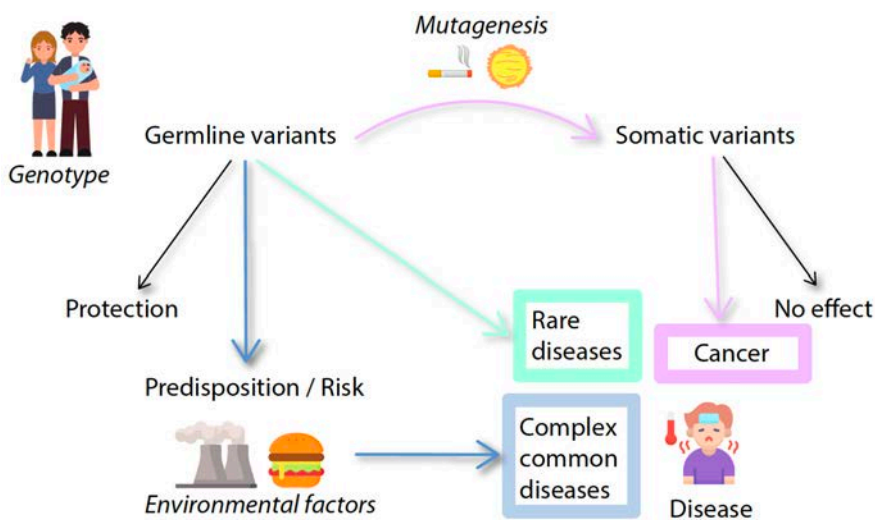 Mutagenesis
Germline variants
Somatic variants
Genotype
Protection
Rare
diseases
No effect
Cancer
Predisposition / Risk
Complex
common
diseases
Environmental factors
Disease